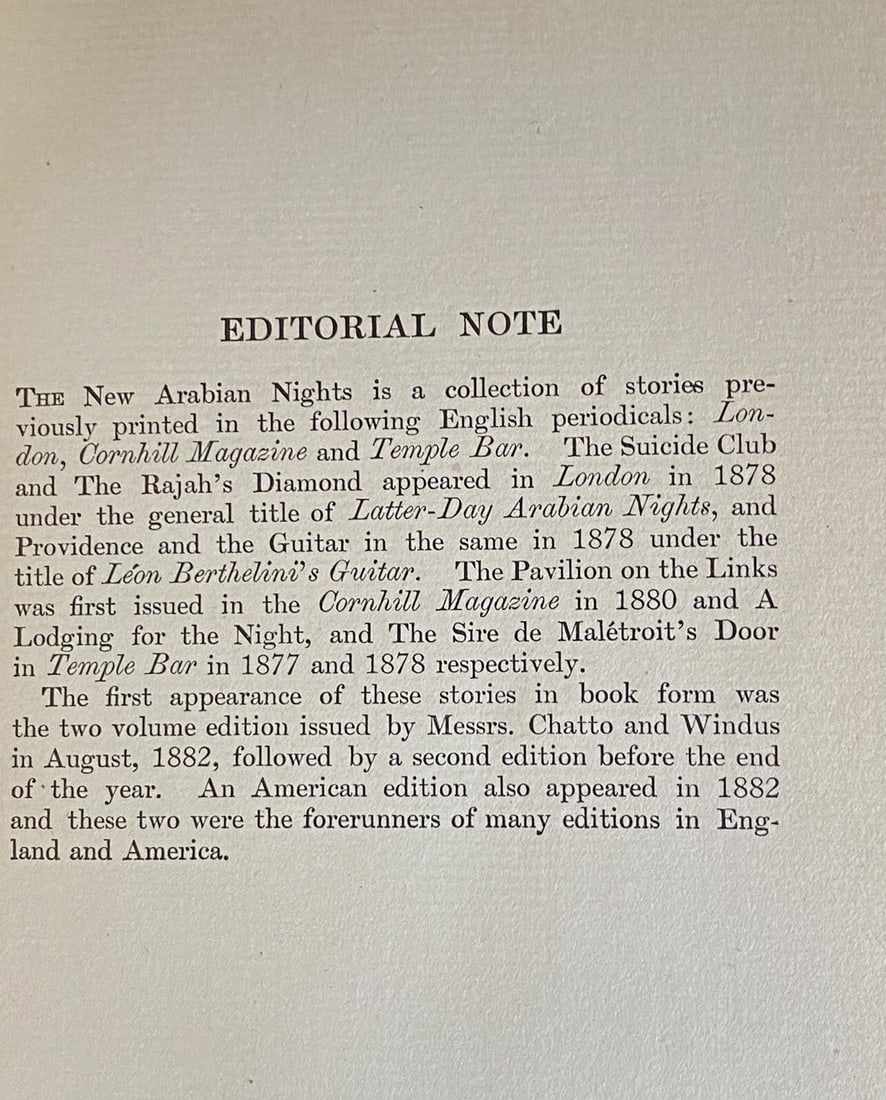 EDITORIAL NOTE
THE New Arabian Nights is a collection of stories pre-
viously printed in the following English periodicals: Lon-
don, Cornhill Magazine and Temple Bar. The Suicide Club
and The Rajah's Diamond appeared in London in 1878
under the general title of Latter-Day Arabian Nights, and
Providence and the Guitar in the same in 1878 under the
title of Léon Berthelini's Guitar. The Pavilion on the Links
was first issued in the Cornhill Magazine in 1880 and A
Lodging for the Night, and The Sire de Malétroit's Door
in Temple Bar in 1877 and 1878 respectively.
The first appearance of these stories in book form was
the two volume edition issued by Messrs. Chatto and Windus
in August, 1882, followed by a second edition before the end
of the year. An American edition also appeared in 1882
and these two were the forerunners of many editions in Eng-
land and America.